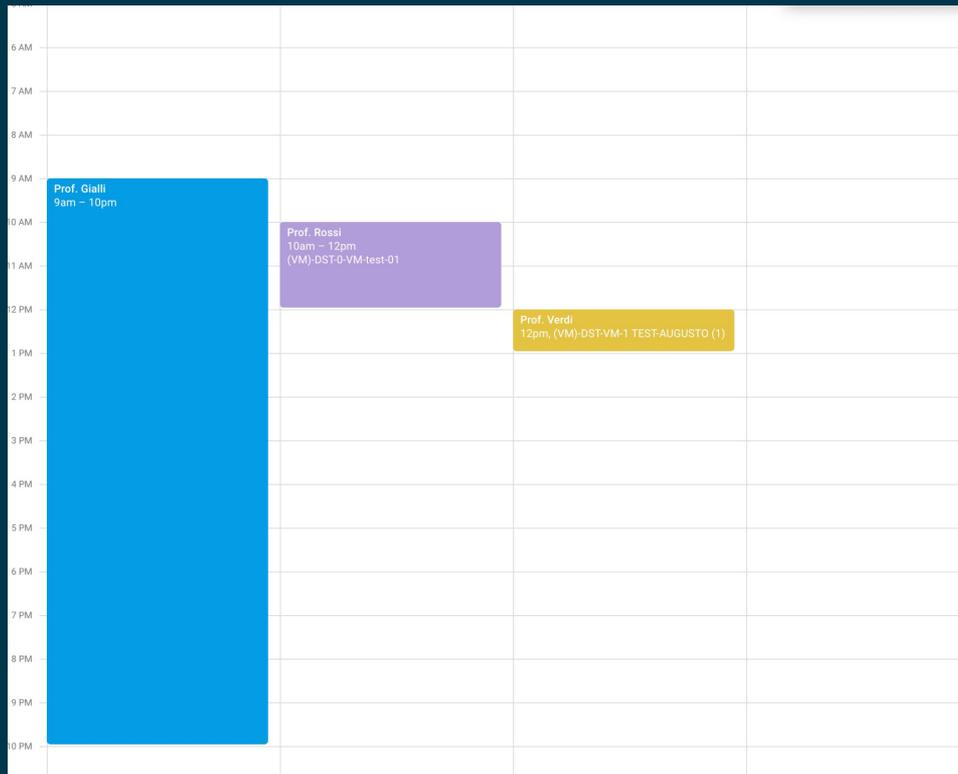 6 AM
7 AM
8 AM
9 AM
Prof. Gialli
9am – 10pm
10 AM
Prof. Rossi
10am – 12pm
(VM)-DST-0-VM-test-01
11 AM
12 PM
Prof. Verdi
12pm, (VM)-DST-VM-1 TEST-AUGUSTO (1)
1 PM
2 PM
3 PM
4 PM
5 PM
6 PM
7 PM
8 PM
9 PM
10 PM